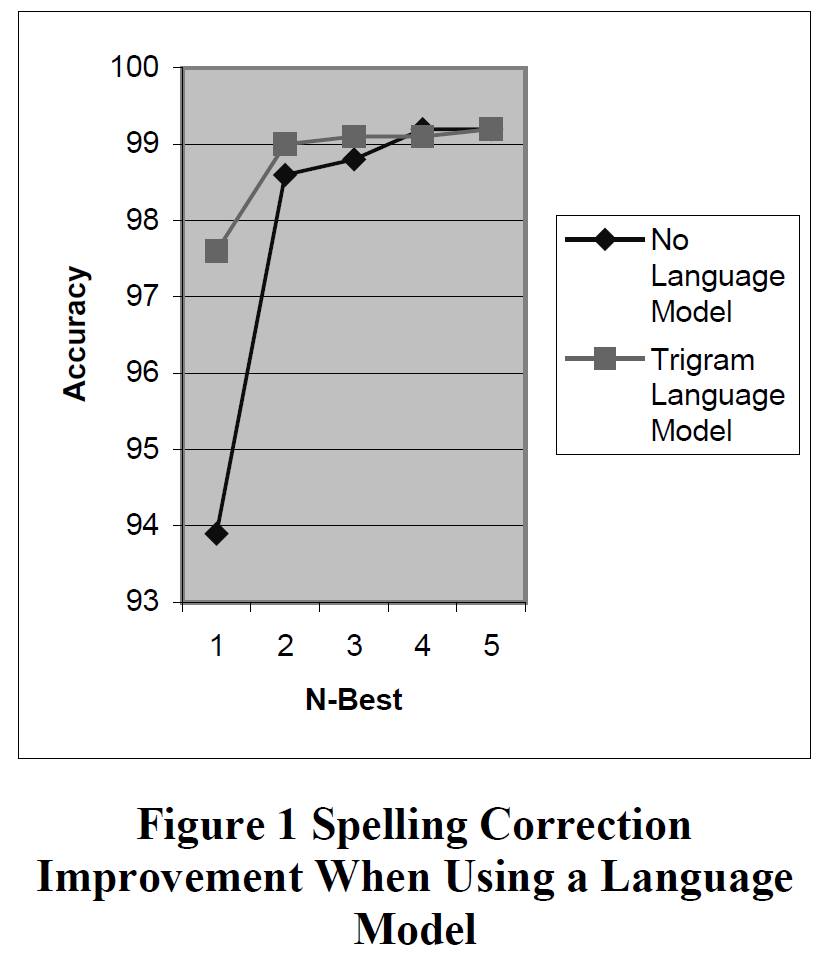 100
99
98
97
96
95
94
93
Accuracy
1 2 3 4 5
N-Best
No
Language
Model
Trigram
Language
Model
Figure 1 Spelling Correction
Improvement When Using a Language
Model